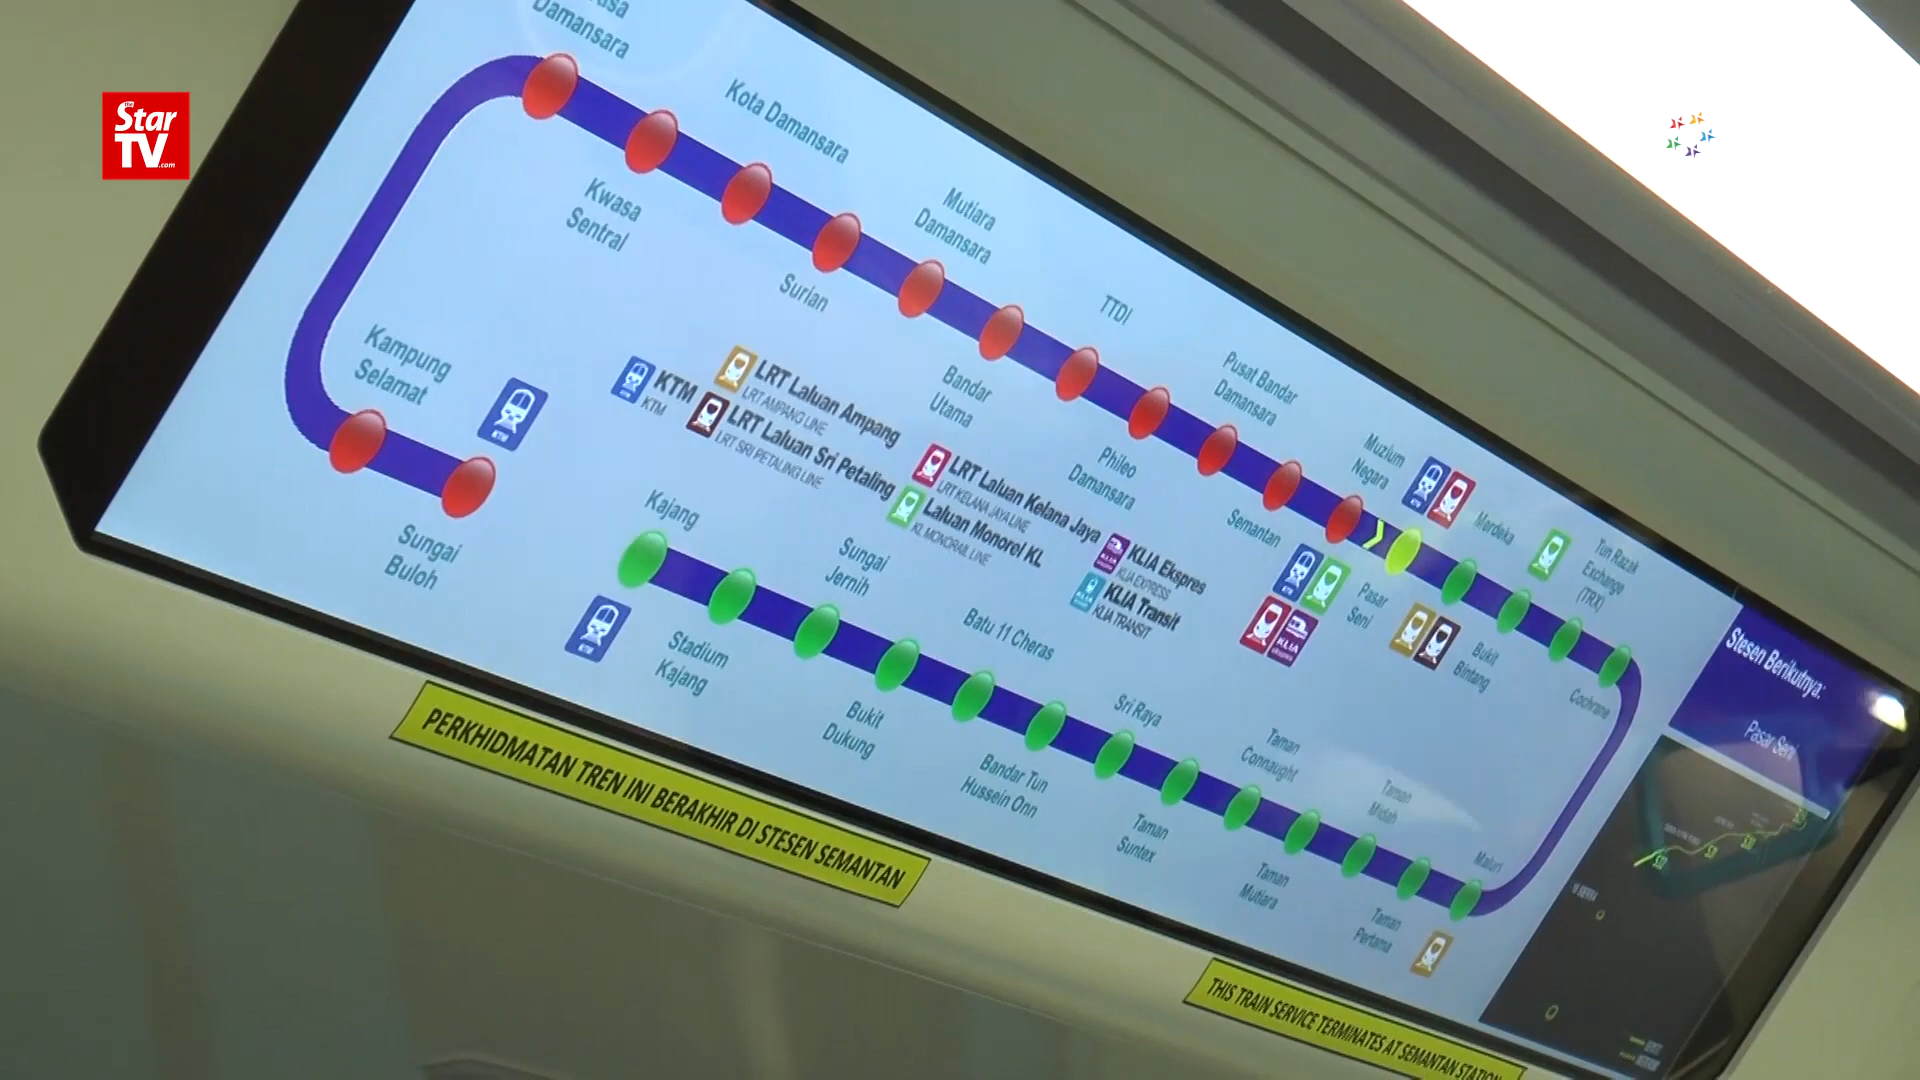 The
Star
TV
.com
Damansara
Kota Damansara
Mutiara
Damansara
TTDI
Pusat Bandar
Damansara
Muzium
Negara
Merdeka
Tun Razak
Exchange
(TRX)
Kwasa
Sentral
Surian
Bandar
Utama
Phileo
Damansara
Semantan
Pasar
Seni
Bukit
Bintang
Cochrane
Kampung
Selamat
KTM
Sungai
Buloh
KTM
KTM
LRT Laluan Ampang
LRT AMPANG LINE
LRT Laluan Sri Petaling
LRT SRI PETALING LINE
LRT Laluan Kelana Jaya
LRT KELANA JAYA LINE
Laluan Monorel KL
KL MONORAIL LINE
KLIA Ekspres
KLIA EXPRESS
KLIA Transit
KLIA TRANSIT
Kajang
Sungai
Jernih
Batu 11 Cheras
Sri Raya
Taman
Connaught
Taman
Midah
Maluri
KTM
Stadium
Kajang
Bukit
Dukung
Bandar Tun
Hussein Onn
Taman
Suntex
Taman
Mutiara
Taman
Pertama
Stesen Berikutnya:
Pasar Seni
PERKHIDMATAN TREN INI BERAKHIR DI STESEN SEMANTAN
THIS TRAIN SERVICE TERMINATES AT SEMANTAN STATION